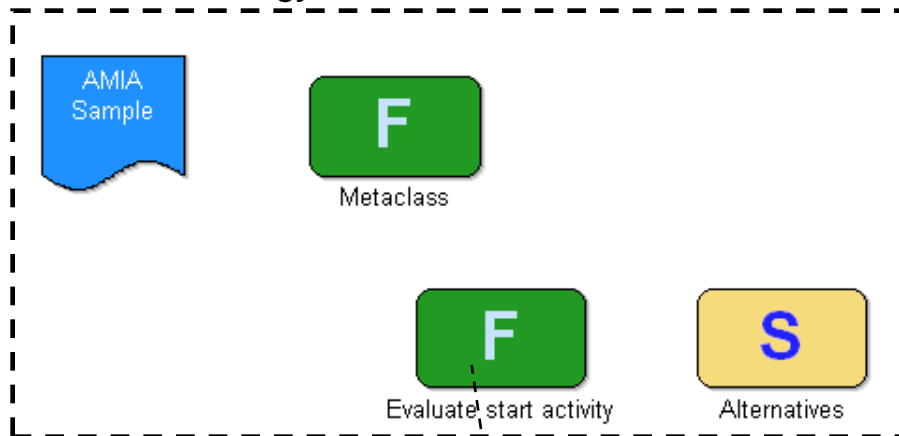 AMIA
Sample
F
Metaclass
F
S
Evaluate start activity
Alternatives